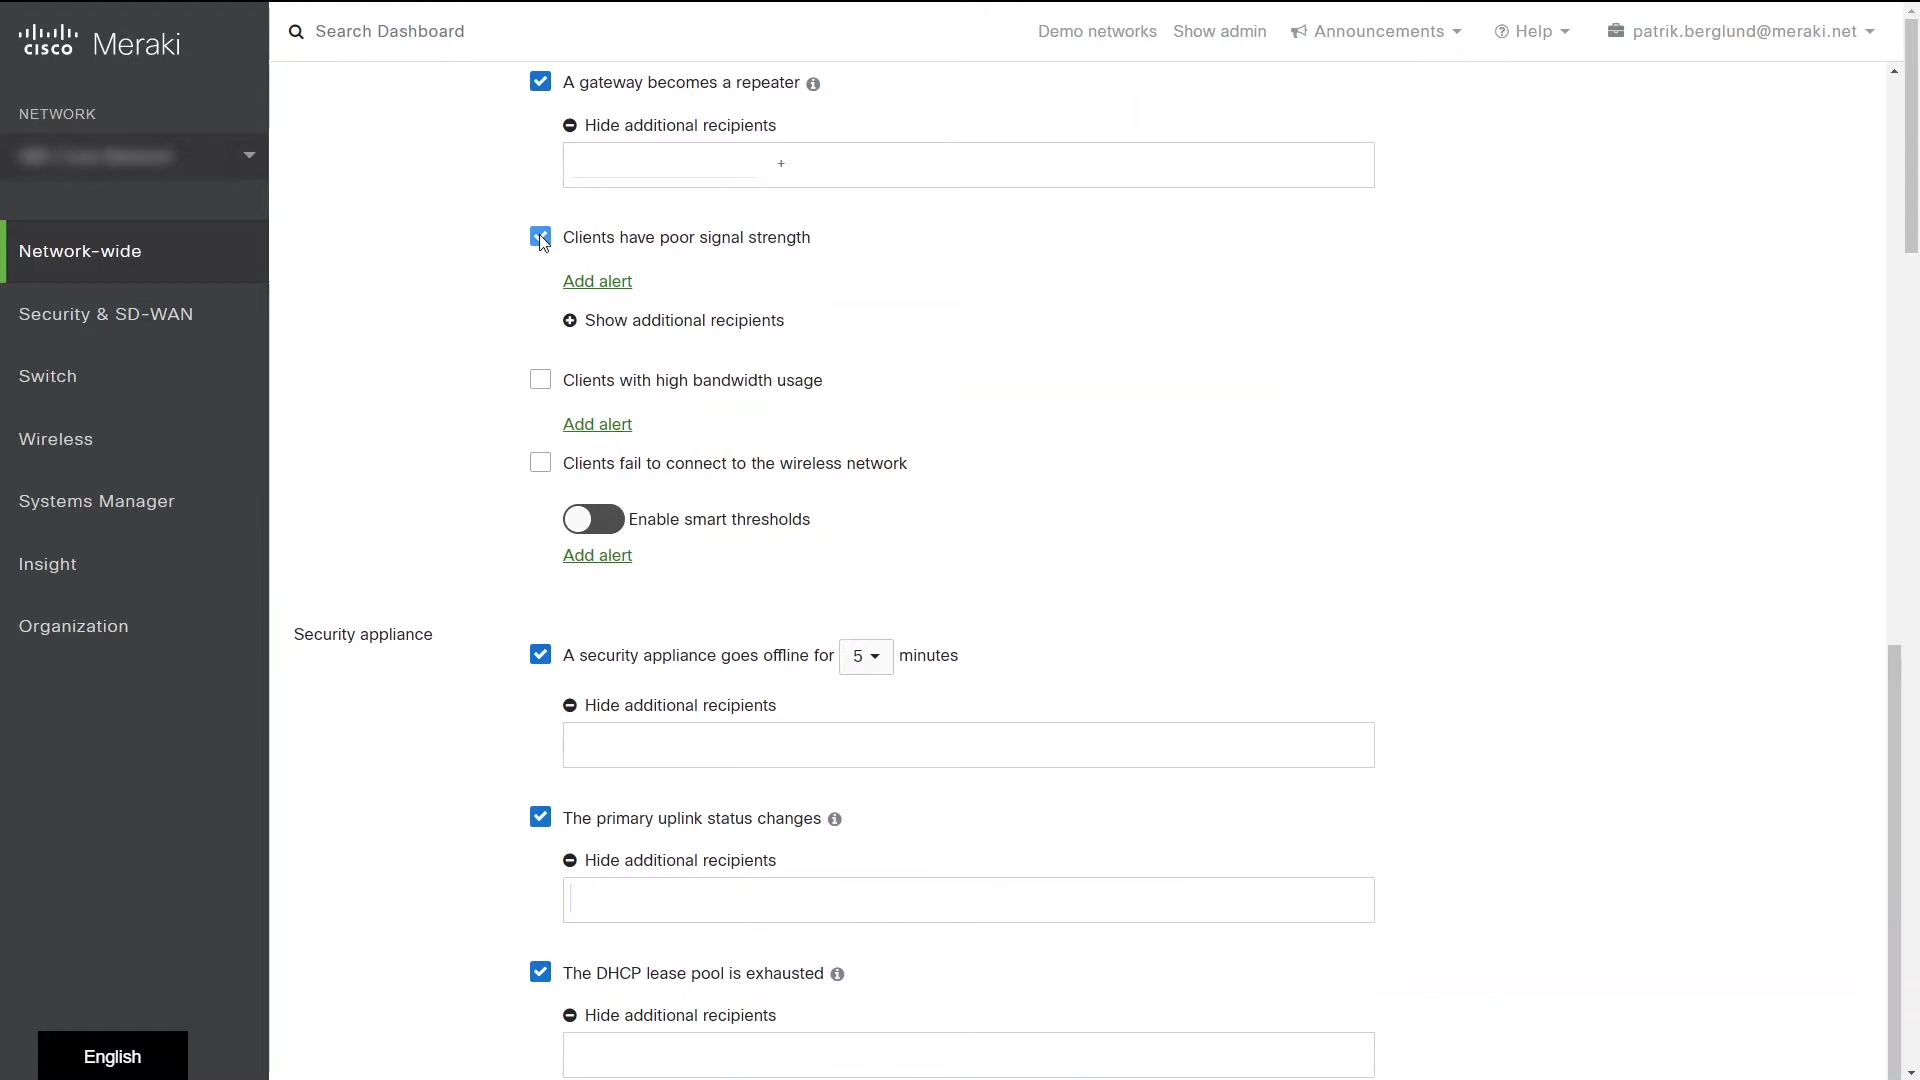 CISCO Meraki
Search Dashboard
Demo networks
Show admin
Announcements
Help
patrik.berglund@meraki.net
NETWORK
Network-wide
Security & SD-WAN
Switch
Wireless
Systems Manager
Insight
Organization
English
A gateway becomes a repeater
Hide additional recipients
+
Clients have poor signal strength
Add alert
Show additional recipients
Clients with high bandwidth usage
Add alert
Clients fail to connect to the wireless network
Enable smart thresholds
Add alert
Security appliance
A security appliance goes offline for 5 minutes
Hide additional recipients
The primary uplink status changes
Hide additional recipients
The DHCP lease pool is exhausted
Hide additional recipients